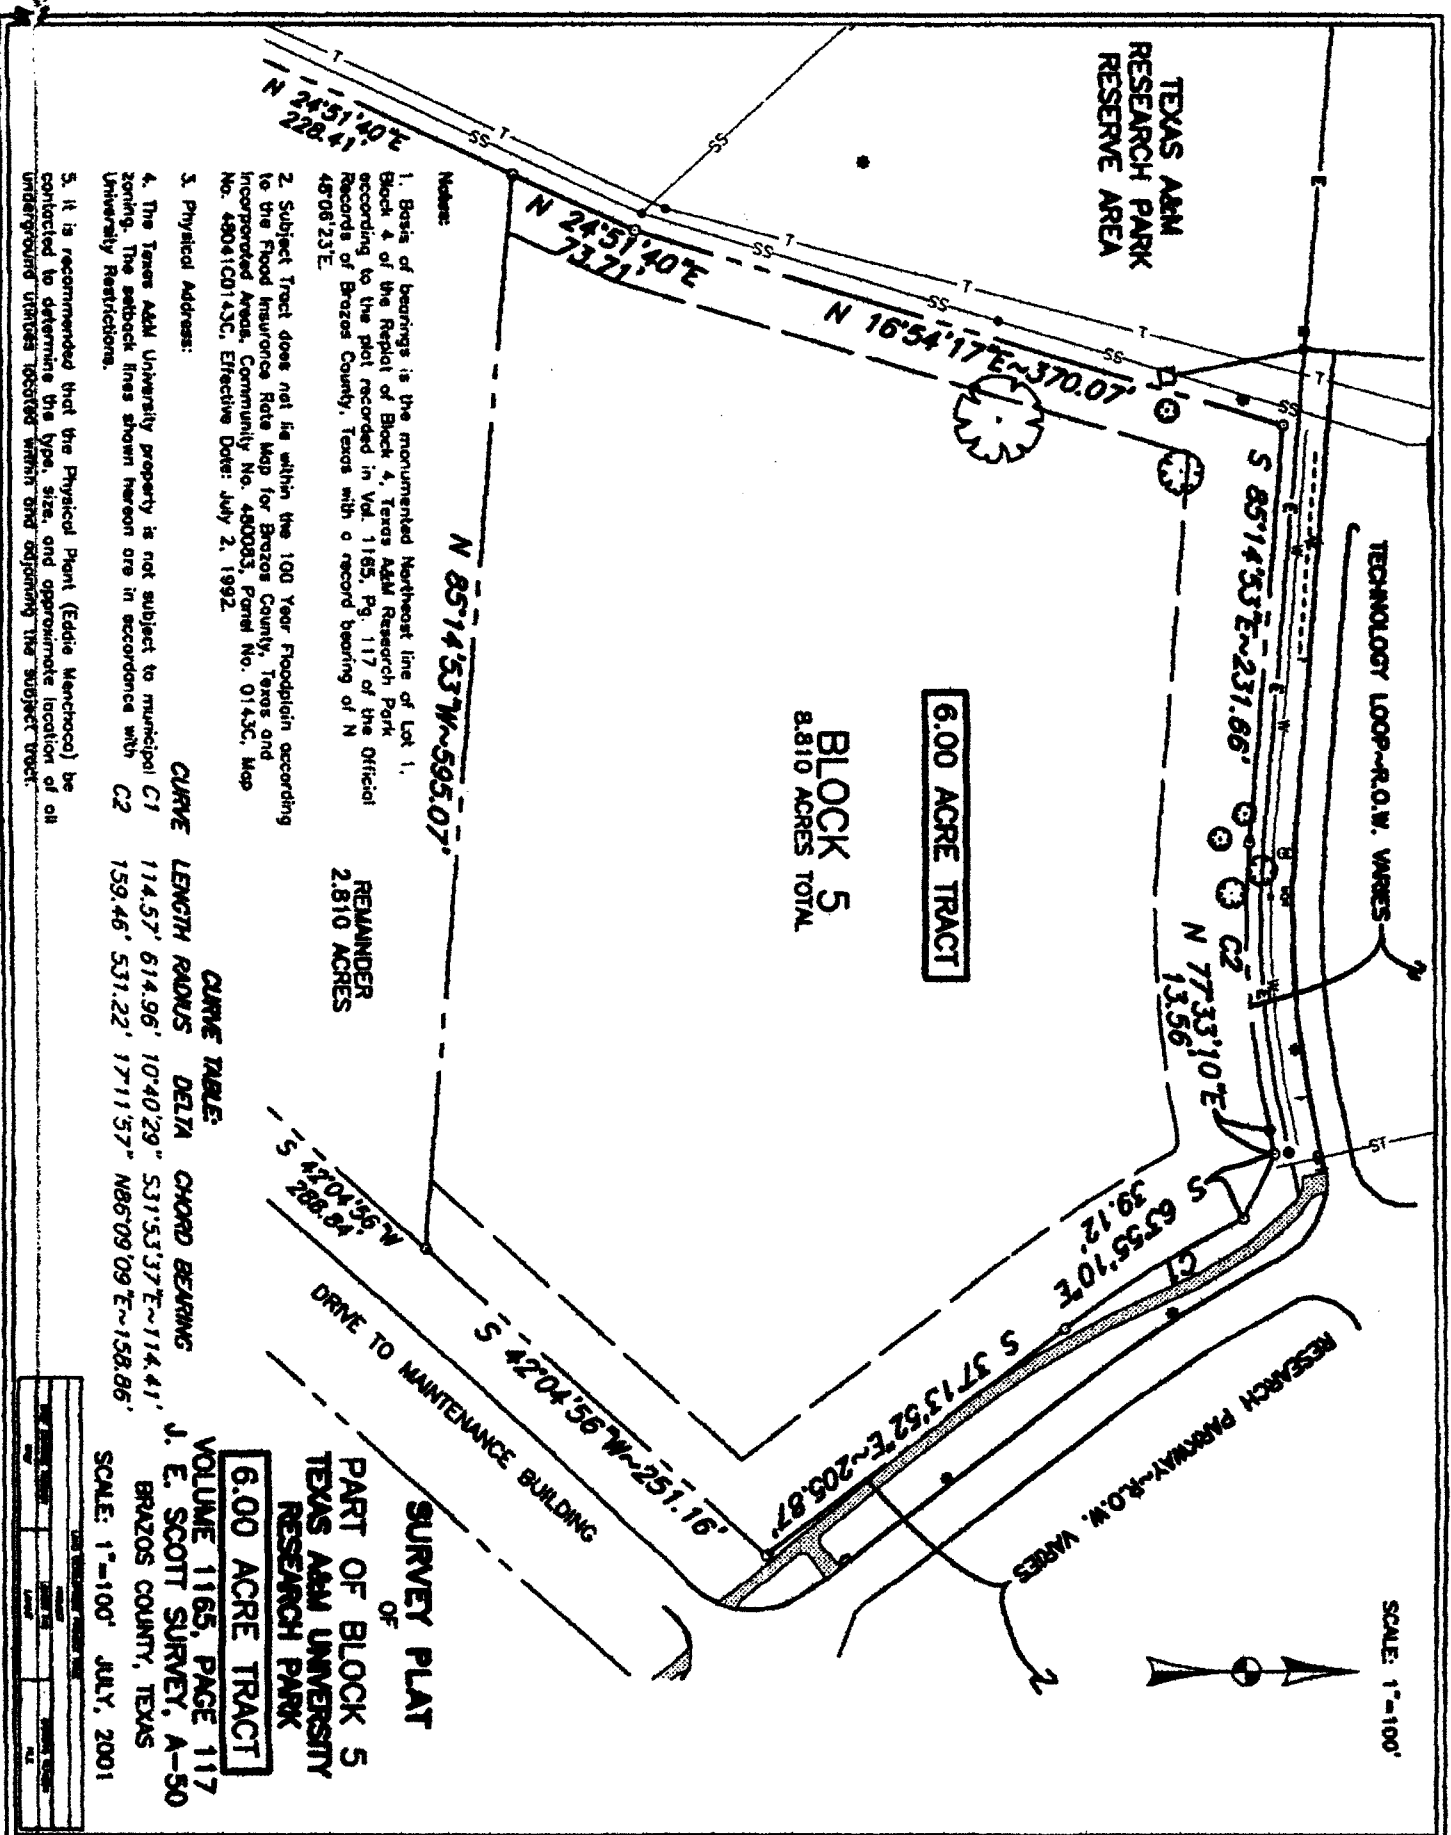 SCALE: 1"=100'
TEXAS A&M
RESEARCH PARK
RESERVE AREA
TECHNOLOGY LOOP~R.O.W. VARIES
RESEARCH PARKWAY~R.O.W. VARIES
S 85°14'53"E~231.86'
C2
N 77°33'10"E
13.56'
S 63°55'10"E
39.12'
C1
S 37°13'52"E~205.87'
N 16°54'17"E~370.07'
N 24°51'40"E
73.71'
N 24°51'40"E
228.41'
6.00 ACRE TRACT
BLOCK 5
8.810 ACRES TOTAL
N 85°14'53"W~595.07'
REMAINDER
2.810 ACRES
S 42°04'56"W~251.16'
S 42°04'56"W
288.84'
DRIVE TO MAINTENANCE BUILDING
Notes:
1. Basis of bearings is the monumented Northeast line of Lot 1,
Block 4 of the Replat of Block 4, Texas A&M Research Park
according to the plat recorded in Vol. 1165, Pg. 117 of the Official
Records of Brazos County, Texas with a record bearing of N
48°06'23"E.
2. Subject Tract does not lie within the 100 Year Floodplain according
to the Flood Insurance Rate Map for Brazos County, Texas and
Incorporated Areas, Community No. 480083, Panel No. 0143C, Map
No. 48041C0143C, Effective Date: July 2, 1992.
3. Physical Address:
4. The Texas A&M University property is not subject to municipal
zoning. The setback lines shown hereon are in accordance with
University Restrictions.
5. It is recommended that the Physical Plant (Eddie Menchaca) be
contacted to determine the type, size, and approximate location of all
underground utilities located within and adjoining the subject tract.
CURVE TABLE:
CURVE LENGTH RADIUS DELTA CHORD BEARING
C1 114.57' 614.96' 10°40'29" S31°53'37"E~114.41'
C2 159.46' 531.22' 17°11'57" N86°09'09"E~158.86'
SURVEY PLAT
OF
PART OF BLOCK 5
TEXAS A&M UNIVERSITY
RESEARCH PARK
6.00 ACRE TRACT
VOLUME 1165, PAGE 117
J. E. SCOTT SURVEY, A-50
BRAZOS COUNTY, TEXAS
SCALE: 1"=100' JULY, 2001